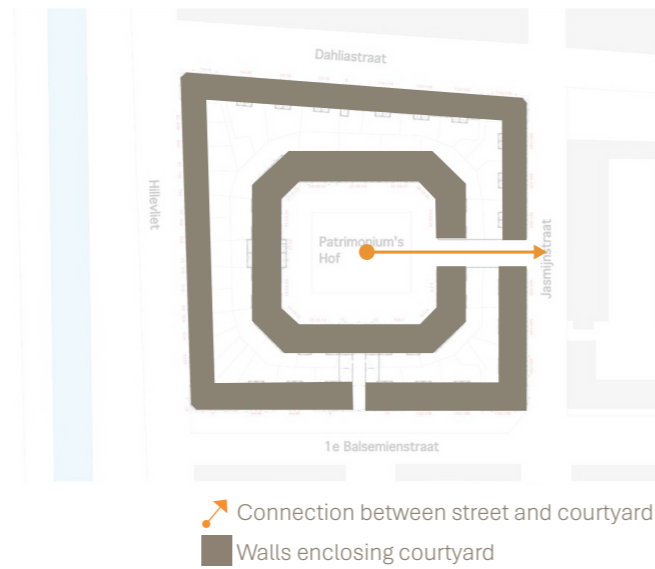 Dahliastraat
Hillevliet
Patrimonium's
Hof
Jasmijnstraat
1e Balsemienstraat
Connection between street and courtyard
Walls enclosing courtyard